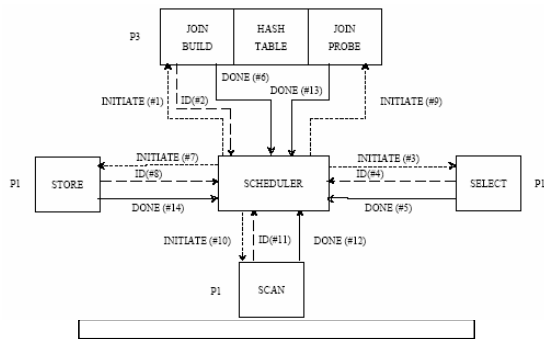 P3
JOIN BUILD
HASH TABLE
JOIN PROBE
DONE (#6)
DONE (#13)
INITIATE (#1)
ID(#2)
INITIATE (#9)
INITIATE (#7)
INITIATE (#3)
P1
STORE
ID(#8)
SCHEDULER
ID(#4)
SELECT
P1
DONE (#14)
DONE (#5)
INITIATE (#10)
ID(#11)
DONE (#12)
P1
SCAN